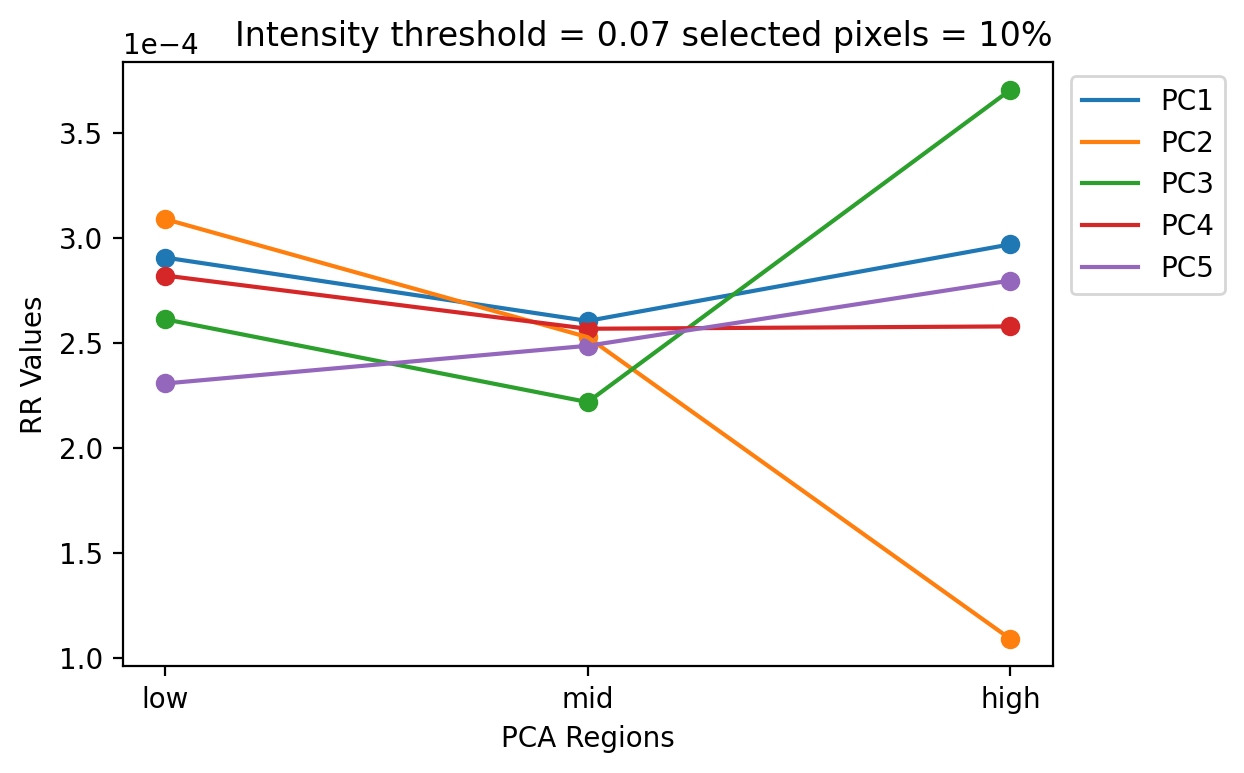 Intensity threshold = 0.07 selected pixels = 10%
1e−4
3.5
3.0
2.5
2.0
1.5
1.0
RR Values
low
mid
high
PCA Regions
PC1
PC2
PC3
PC4
PC5